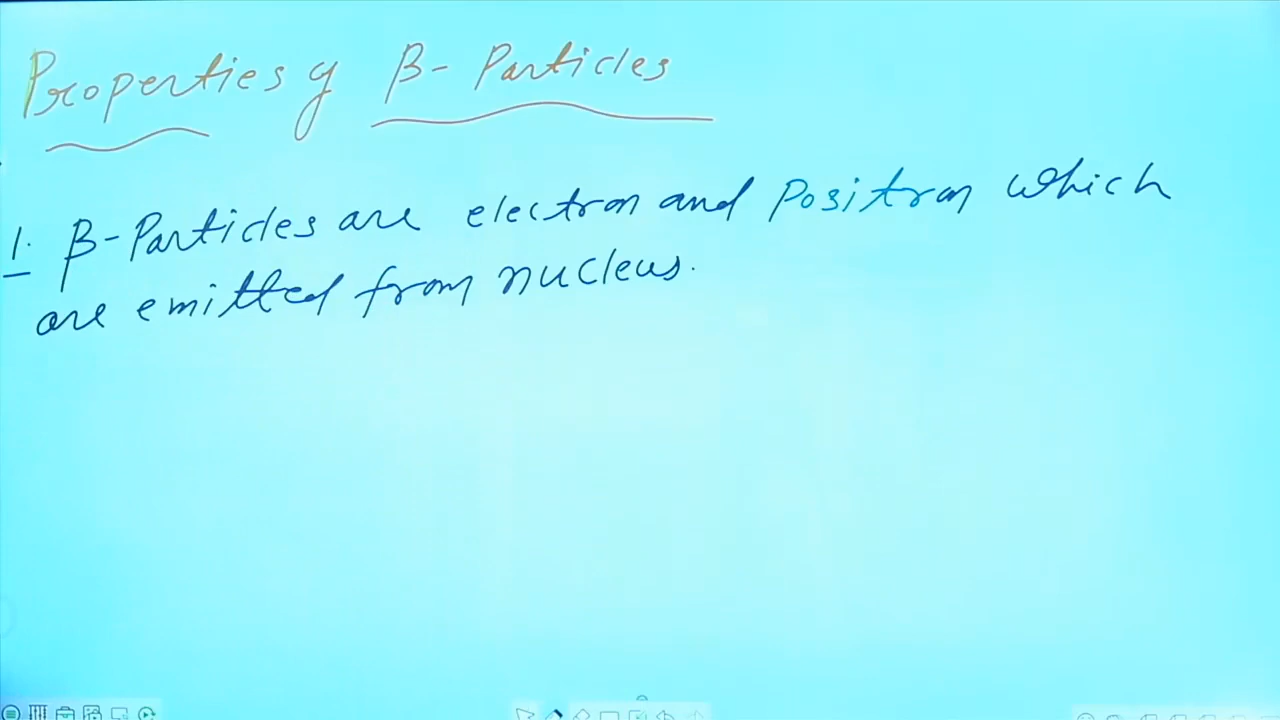 Properties of β- Particles
1. β-Particles are electron and Positron which
are emitted from nucleus.